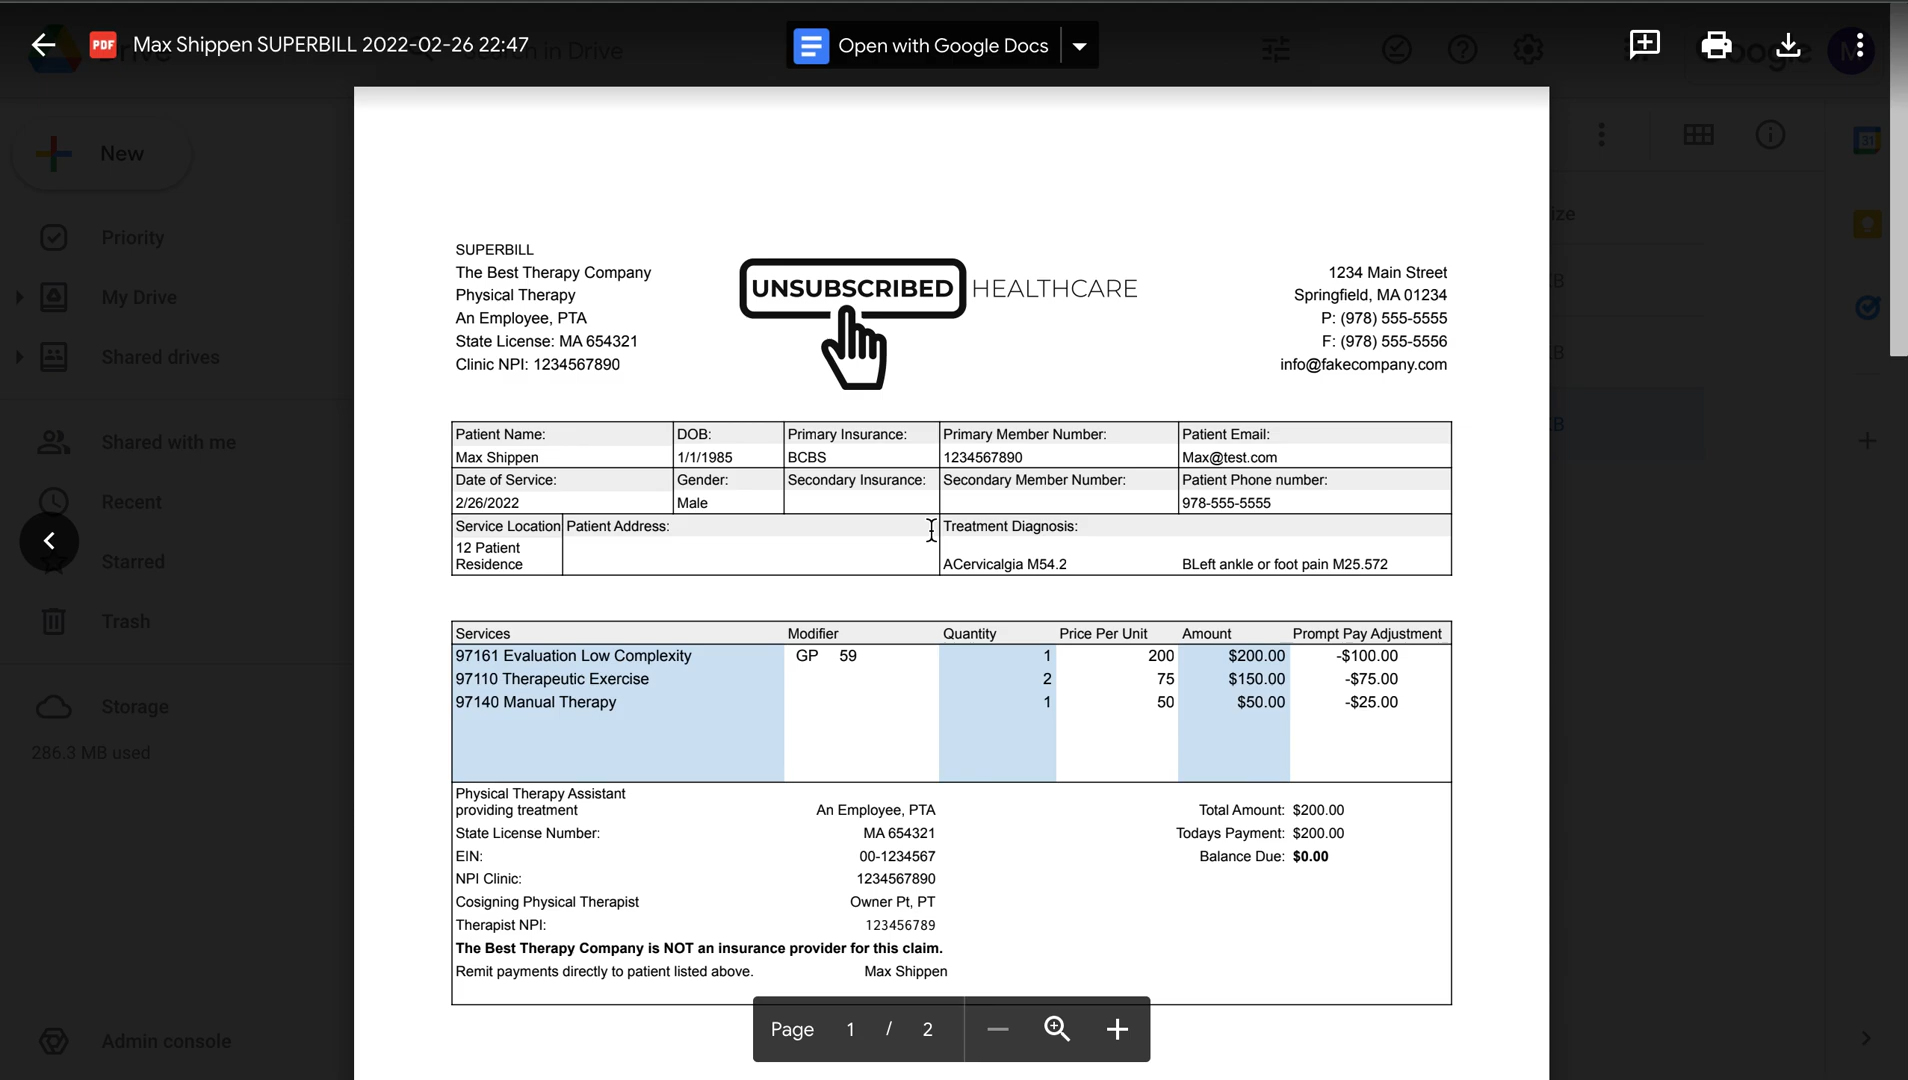 PDF Max Shippen SUPERBILL 2022-02-26 22:47
Open with Google Docs
New
Priority
My Drive
Shared drives
Shared with me
Recent
Starred
Trash
Storage
286.3 MB used
Admin console
SUPERBILL
The Best Therapy Company
Physical Therapy
An Employee, PTA
State License: MA 654321
Clinic NPI: 1234567890
UNSUBSCRIBED HEALTHCARE
1234 Main Street
Springfield, MA 01234
P: (978) 555-5555
F: (978) 555-5556
info@fakecompany.com
Patient Name: DOB: Primary Insurance: Primary Member Number: Patient Email:
Max Shippen 1/1/1985 BCBS 1234567890 Max@test.com
Date of Service: Gender: Secondary Insurance: Secondary Member Number: Patient Phone number:
2/26/2022 Male 978-555-5555
Service Location Patient Address: Treatment Diagnosis:
12 Patient
Residence ACervicalgia M54.2 BLeft ankle or foot pain M25.572
Services Modifier Quantity Price Per Unit Amount Prompt Pay Adjustment
97161 Evaluation Low Complexity GP 59 1 200 $200.00 -$100.00
97110 Therapeutic Exercise 2 75 $150.00 -$75.00
97140 Manual Therapy 1 50 $50.00 -$25.00
Physical Therapy Assistant
providing treatment An Employee, PTA Total Amount: $200.00
State License Number: MA 654321 Todays Payment: $200.00
EIN: 00-1234567 Balance Due: $0.00
NPI Clinic: 1234567890
Cosigning Physical Therapist Owner Pt, PT
Therapist NPI: 123456789
The Best Therapy Company is NOT an insurance provider for this claim.
Remit payments directly to patient listed above. Max Shippen
Page 1 / 2